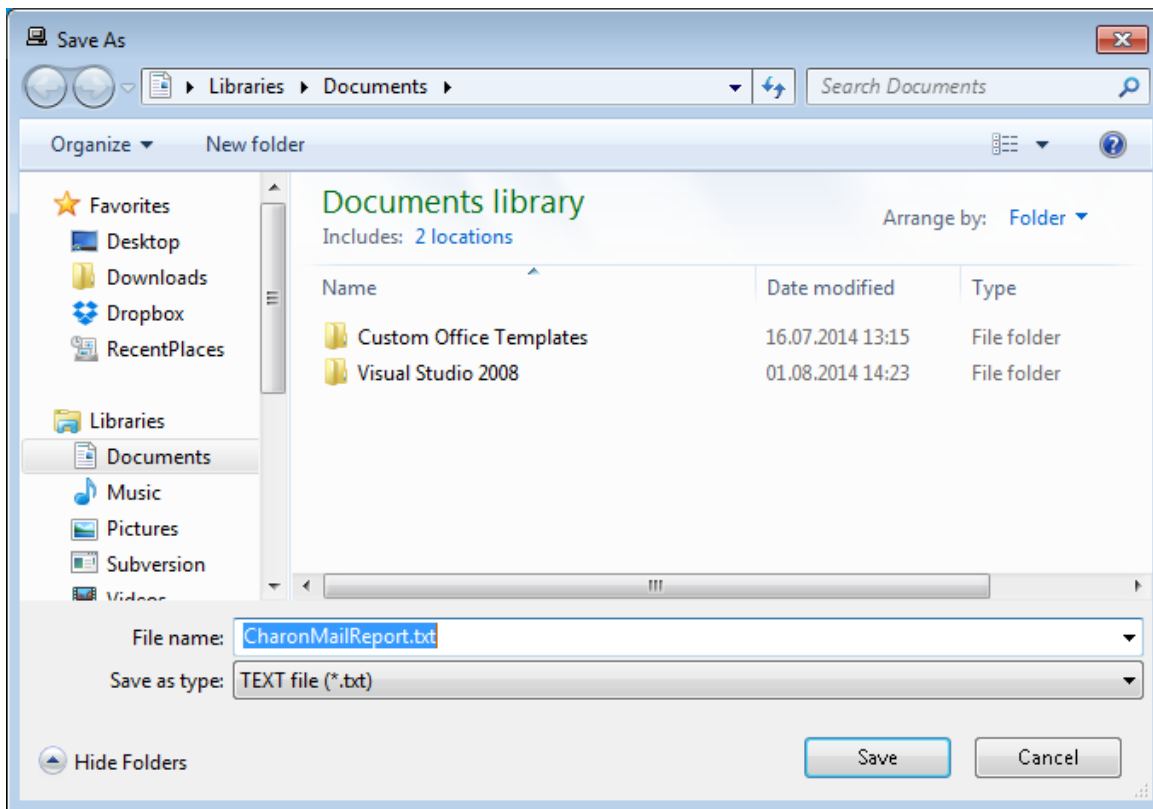 Save As
Libraries Documents
Search Documents
Organize New folder
Favorites
Desktop
Downloads
Dropbox
RecentPlaces
Libraries
Documents
Music
Pictures
Subversion
Videos
Documents library
Includes: 2 locations
Arrange by: Folder
Name Date modified Type
Custom Office Templates 16.07.2014 13:15 File folder
Visual Studio 2008 01.08.2014 14:23 File folder
File name: CharonMailReport.txt
Save as type: TEXT file (*.txt)
Hide Folders Save Cancel